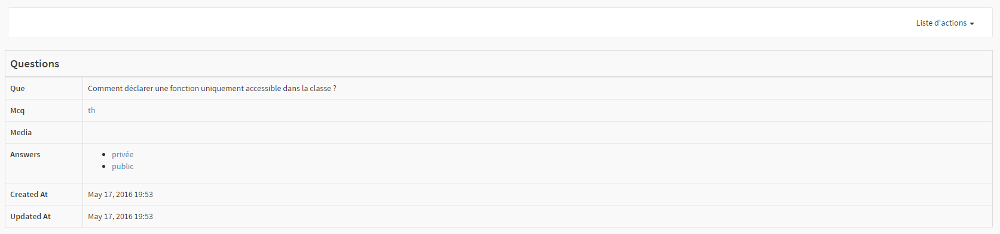 Liste d'actions
Questions
Que Comment déclarer une fonction uniquement accessible dans la classe ?
Mcq th
Media
Answers privée
public
Created At May 17, 2016 19:53
Updated At May 17, 2016 19:53